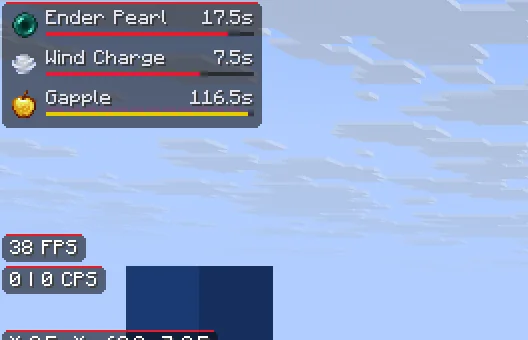 Ender Pearl 17.5s
Wind Charge 7.5s
Gapple 116.5s
38 FPS
0 | 0 CPS